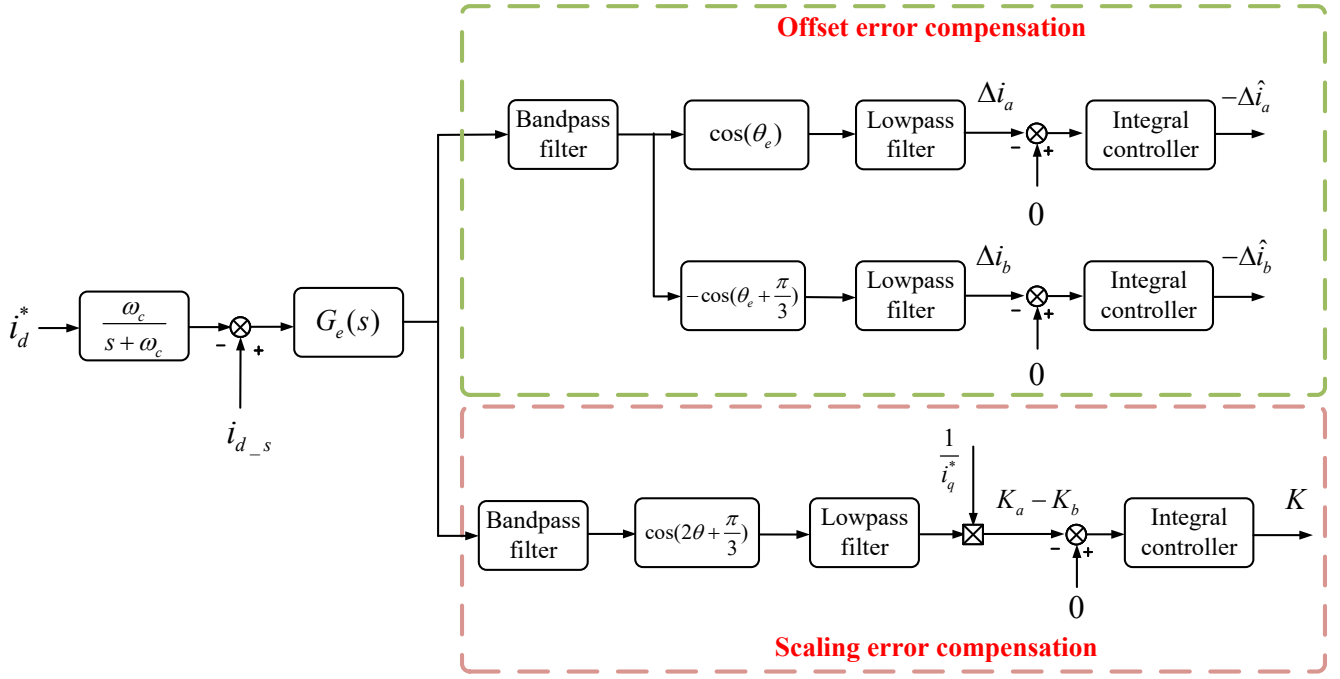 Offset error compensation
Bandpass
filter
cos(θ_e)
Lowpass
filter
Δi_a
-
+
0
Integral
controller
-Δî_a
-cos(θ_e + π/3)
Lowpass
filter
Δi_b
-
+
0
Integral
controller
-Δî_b
i_d^*
ω_c
s + ω_c
-
+
i_{d_s}
G_e(s)
Bandpass
filter
cos(2θ + π/3)
Lowpass
filter
1
i_q^*
K_a - K_b
-
+
0
Integral
controller
K
Scaling error compensation